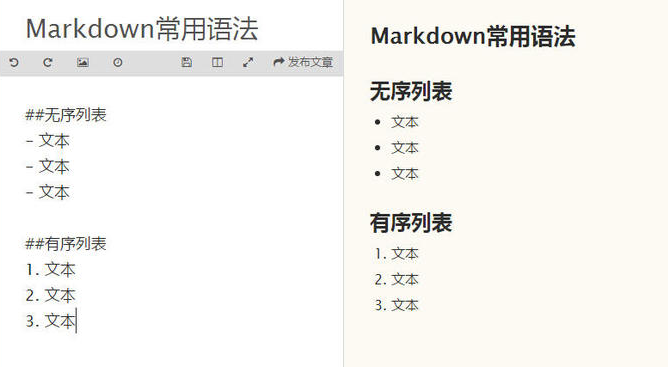 Markdown常用语法
发布文章
##无序列表
- 文本
- 文本
- 文本
##有序列表
1. 文本
2. 文本
3. 文本
Markdown常用语法
无序列表
• 文本
• 文本
• 文本
有序列表
1. 文本
2. 文本
3. 文本